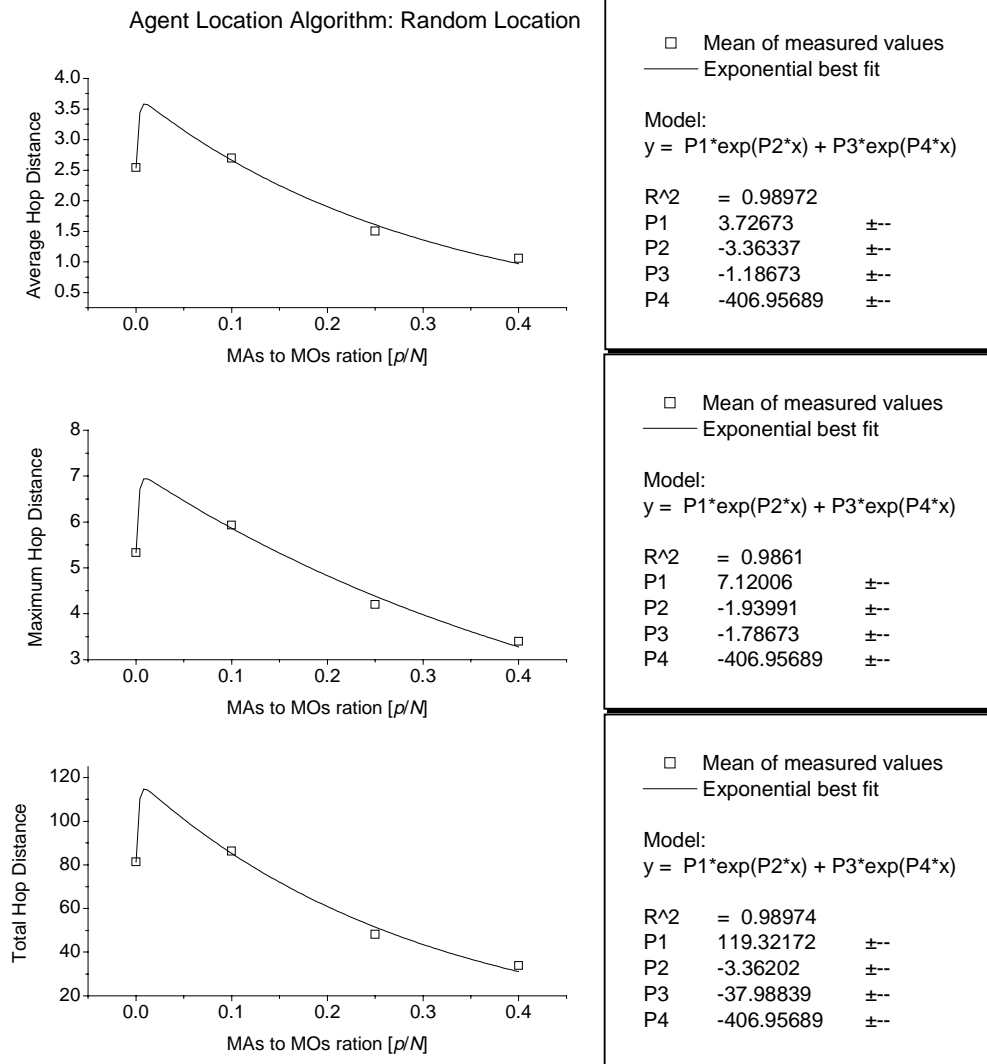 Agent Location Algorithm: Random Location
4.0
3.5
3.0
2.5
2.0
1.5
1.0
0.5
Average Hop Distance
0.0 0.1 0.2 0.3 0.4
MAs to MOs ration [p/N]
Mean of measured values
Exponential best fit
Model:
y = P1*exp(P2*x) + P3*exp(P4*x)
R^2 = 0.98972
P1 3.72673 ±--
P2 -3.36337 ±--
P3 -1.18673 ±--
P4 -406.95689 ±--
8
7
6
5
4
3
Maximum Hop Distance
0.0 0.1 0.2 0.3 0.4
MAs to MOs ration [p/N]
Mean of measured values
Exponential best fit
Model:
y = P1*exp(P2*x) + P3*exp(P4*x)
R^2 = 0.9861
P1 7.12006 ±--
P2 -1.93991 ±--
P3 -1.78673 ±--
P4 -406.95689 ±--
120
100
80
60
40
20
Total Hop Distance
0.0 0.1 0.2 0.3 0.4
MAs to MOs ration [p/N]
Mean of measured values
Exponential best fit
Model:
y = P1*exp(P2*x) + P3*exp(P4*x)
R^2 = 0.98974
P1 119.32172 ±--
P2 -3.36202 ±--
P3 -37.98839 ±--
P4 -406.95689 ±--